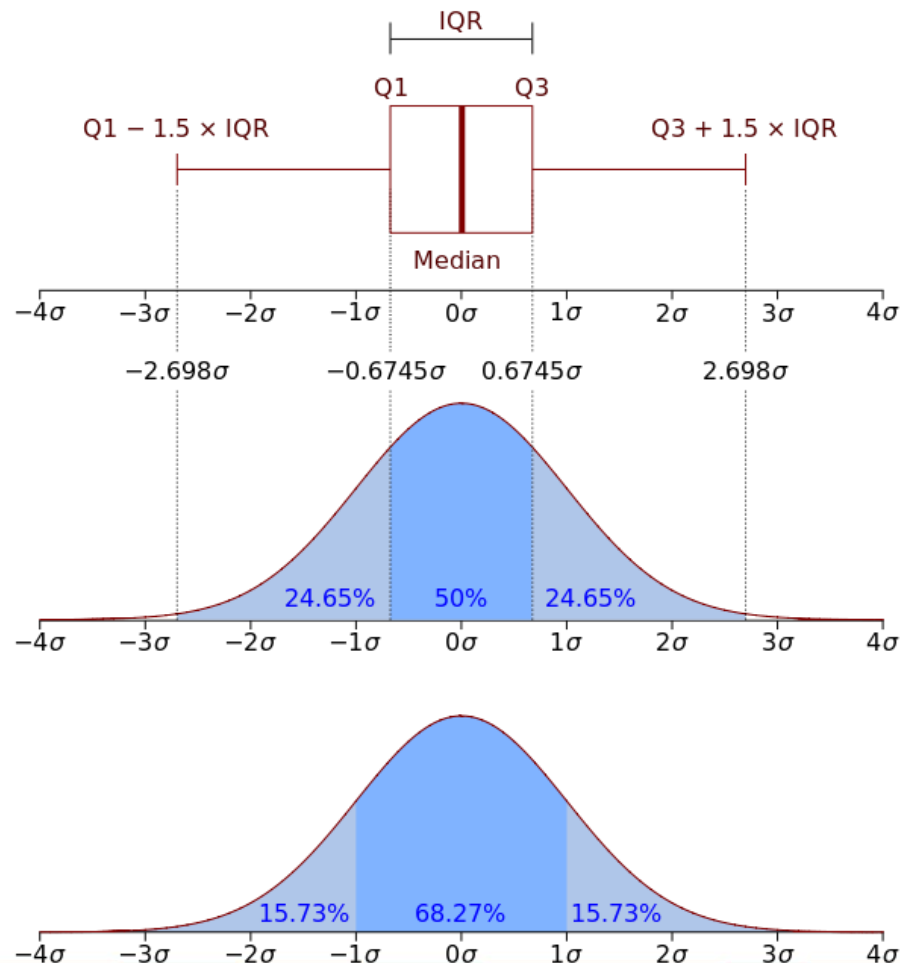 IQR
Q1 Q3
Q1 − 1.5 × IQR Q3 + 1.5 × IQR
Median
−4σ −3σ −2σ −1σ 0σ 1σ 2σ 3σ 4σ
−2.698σ −0.6745σ 0.6745σ 2.698σ
24.65% 50% 24.65%
−4σ −3σ −2σ −1σ 0σ 1σ 2σ 3σ 4σ
15.73% 68.27% 15.73%
−4σ −3σ −2σ −1σ 0σ 1σ 2σ 3σ 4σ